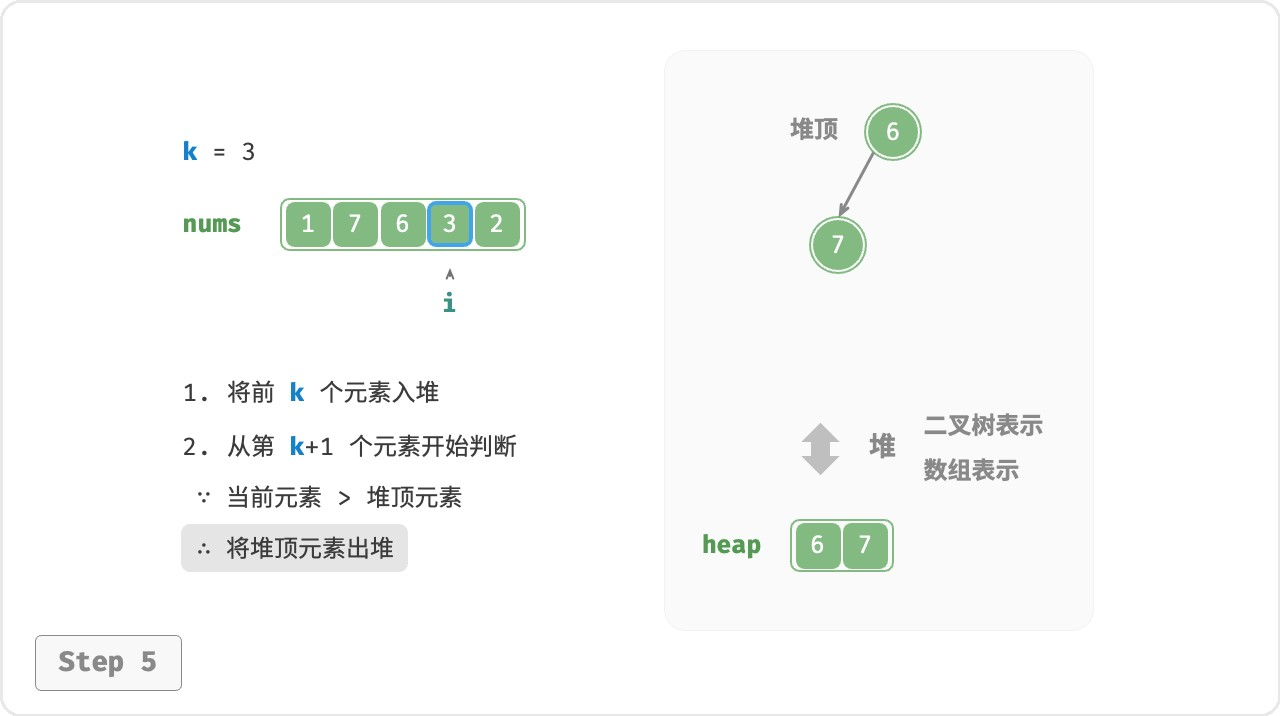 k = 3
nums 1 7 6 3 2
i
1. 将前 k 个元素入堆
2. 从第 k+1 个元素开始判断
∵ 当前元素 > 堆顶元素
∴ 将堆顶元素出堆
Step 5
堆顶 6
7
堆
二叉树表示
数组表示
heap 6 7